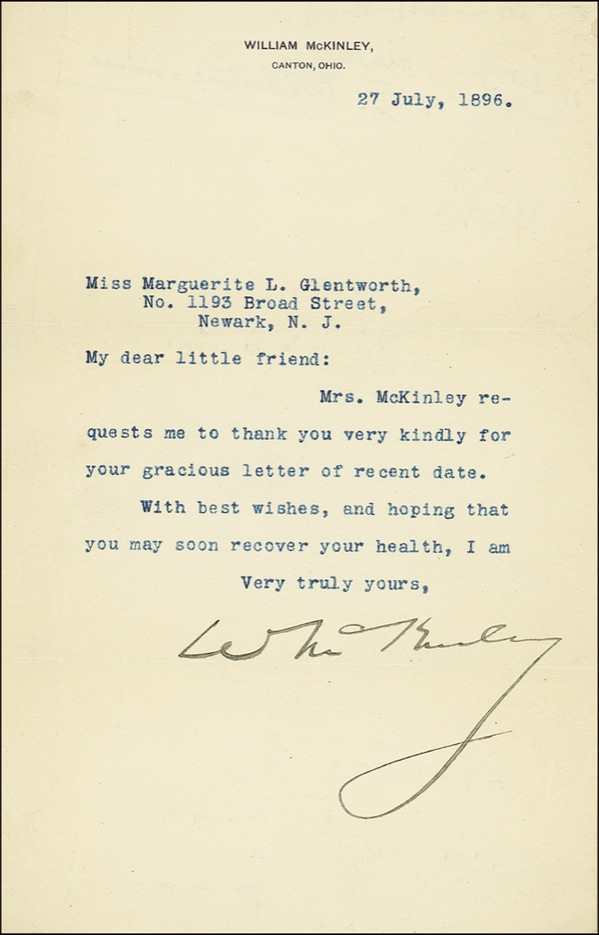 WILLIAM McKINLEY,
CANTON, OHIO.
27 July, 1896.
Miss Marguerite L. Glentworth,
No. 1193 Broad Street,
Newark, N. J.
My dear little friend:
Mrs. McKinley re-
quests me to thank you very kindly for
your gracious letter of recent date.
With best wishes, and hoping that
you may soon recover your health, I am
Very truly yours,
W McKinley